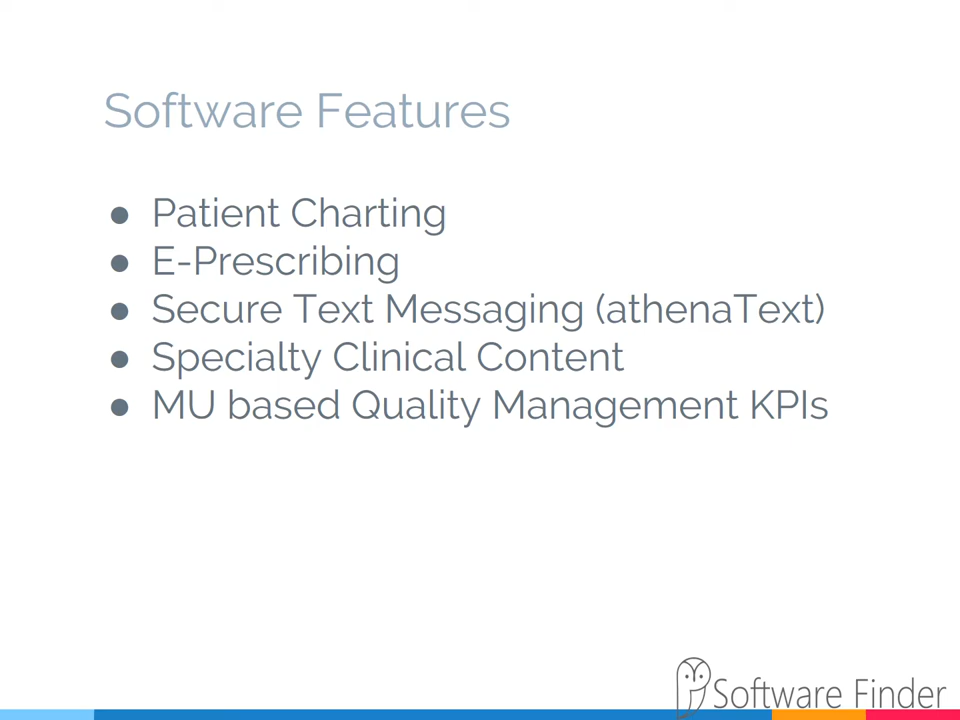 Software Features
● Patient Charting
● E-Prescribing
● Secure Text Messaging (athenaText)
● Specialty Clinical Content
● MU based Quality Management KPIs
Software Finder